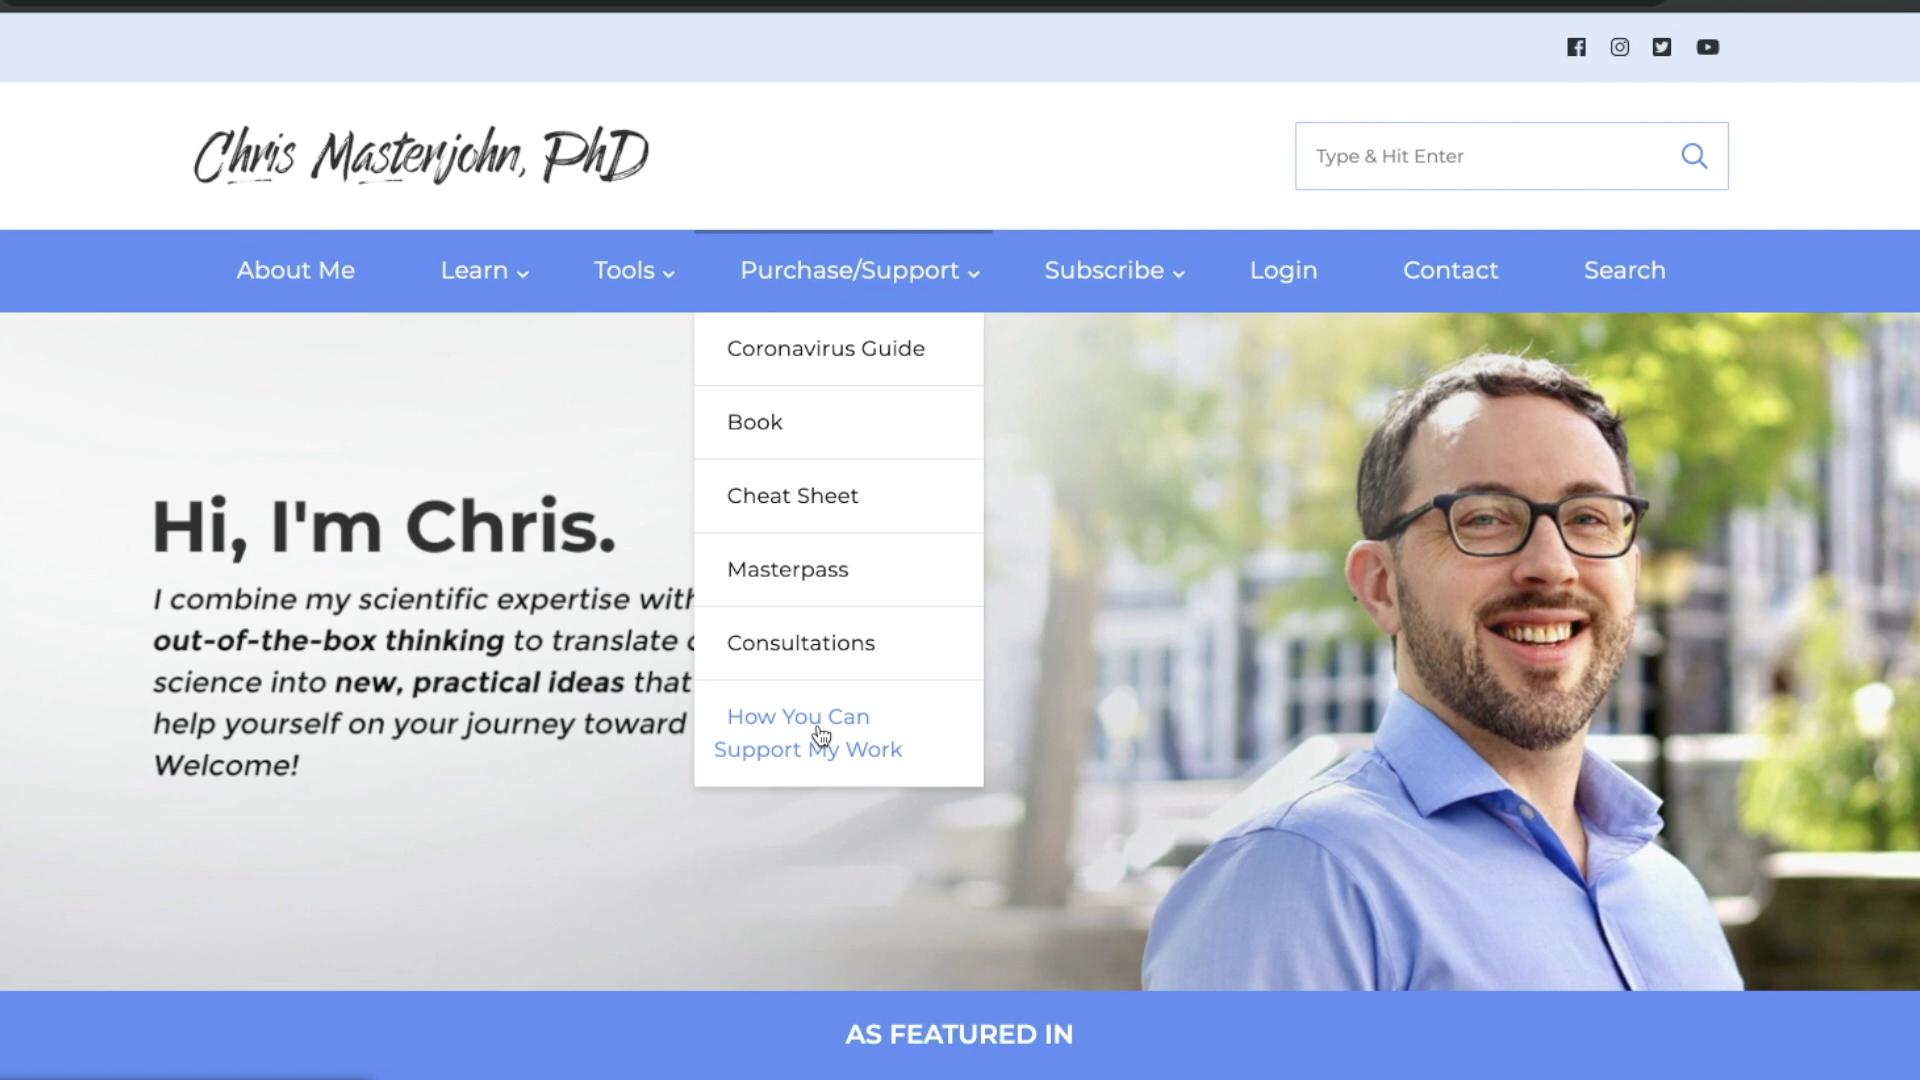 Chris Masterjohn, PhD
Type & Hit Enter
About Me Learn Tools Purchase/Support Subscribe Login Contact Search
Coronavirus Guide
Book
Cheat Sheet
Masterpass
Consultations
How You Can
Support My Work
Hi, I'm Chris.
I combine my scientific expertise with
out-of-the-box thinking to translate
science into new, practical ideas that
help yourself on your journey toward
Welcome!
AS FEATURED IN